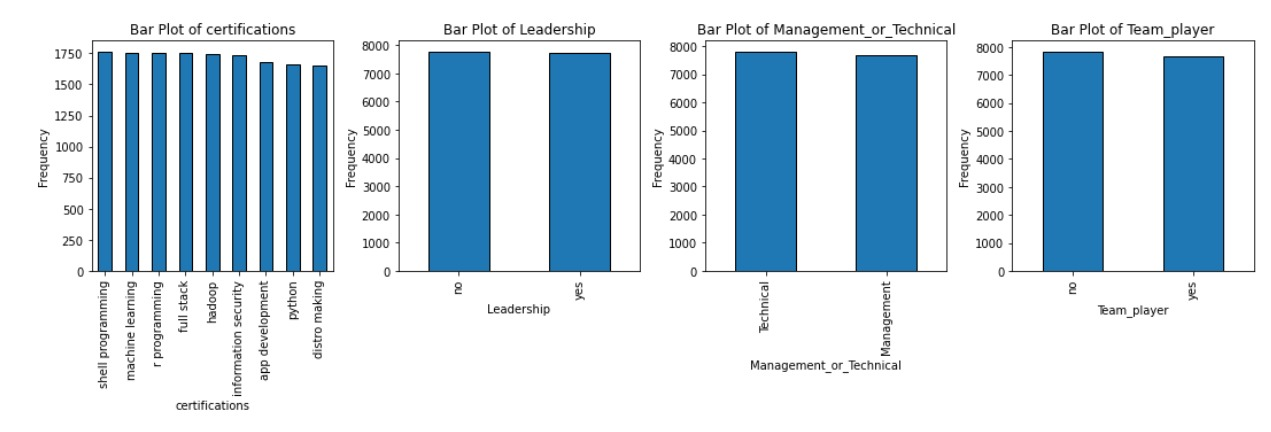 Bar Plot of certifications
Frequency
1750
1500
1250
1000
750
500
250
0
shell programming
machine learning
r programming
full stack
hadoop
information security
app development
python
distro making
certifications
Bar Plot of Leadership
Frequency
8000
7000
6000
5000
4000
3000
2000
1000
0
no
yes
Leadership
Bar Plot of Management_or_Technical
Frequency
8000
7000
6000
5000
4000
3000
2000
1000
0
Technical
Management
Management_or_Technical
Bar Plot of Team_player
Frequency
8000
7000
6000
5000
4000
3000
2000
1000
0
no
yes
Team_player